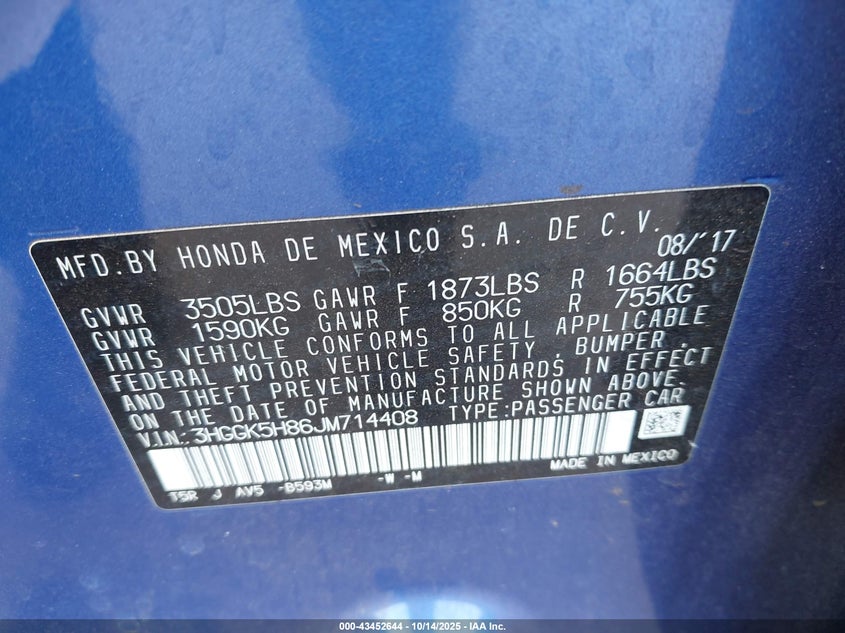 MFD.BY HONDA DE MEXICO S.A. DE C.V. 08/'17
GVWR 3505LBS GAWR F 1873LBS R 1664LBS
GVWR 1590KG GAWR F 850KG R 755KG
THIS VEHICLE CONFORMS TO ALL APPLICABLE
FEDERAL MOTOR VEHICLE SAFETY, BUMPER,
AND THEFT PREVENTION STANDARDS IN EFFECT
ON THE DATE OF MANUFACTURE SHOWN ABOVE.
V.I.N.: 3HGGK5H86JM714408 TYPE:PASSENGER CAR
MADE IN MEXICO
T5R J AV5 -B593M -W -M
000-43452644 - 10/14/2025 - IAA Inc.